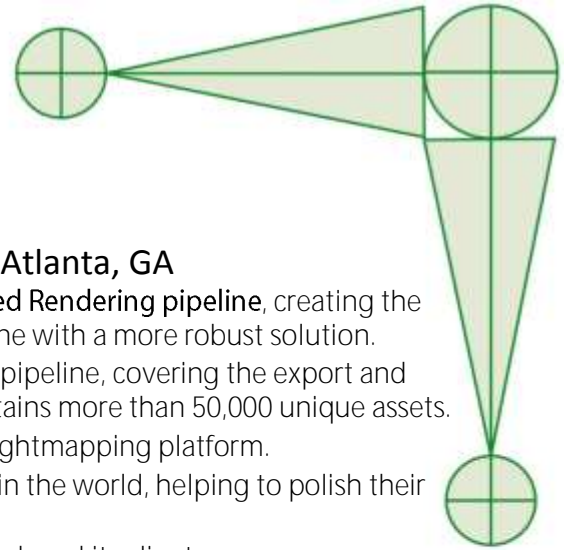 Atlanta, GA
ed Rendering pipeline, creating the
ne with a more robust solution.
pipeline, covering the export and
tains more than 50,000 unique assets.
ghtmapping platform.
in the world, helping to polish their